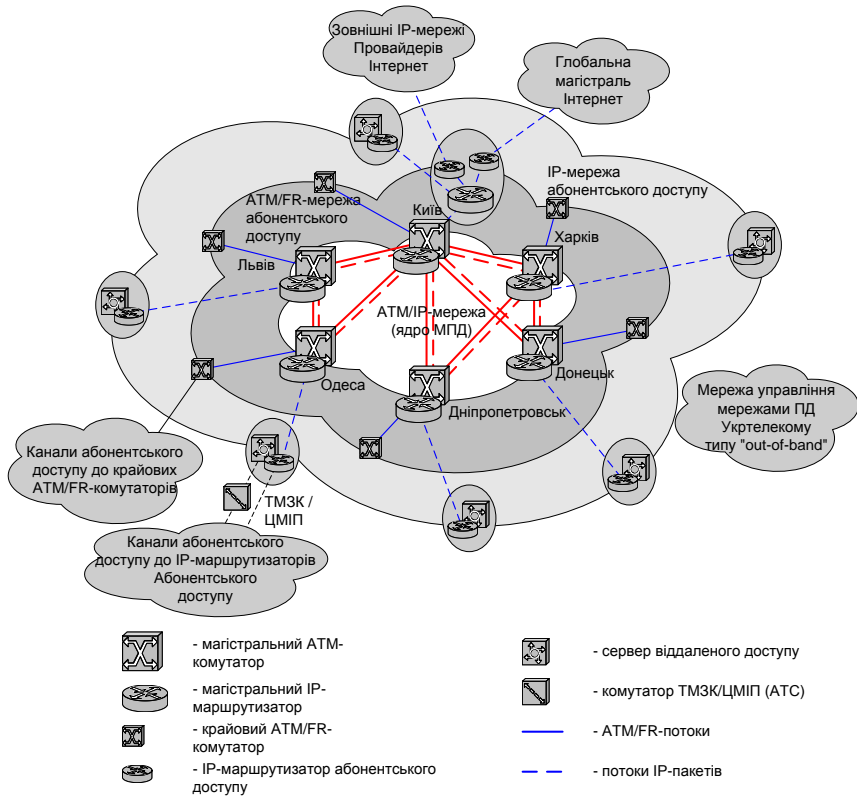 Зовнішні IP-мережі
Провайдерів
Інтернет
Глобальна
магістраль
Інтернет
IP-мережа
абонентського доступу
ATM/FR-мережа
абонентського
доступу
Київ
Харків
Львів
ATM/IP-мережа
(ядро МПД)
Одеса
Донецьк
Дніпропетровськ
Мережа управління
мережами ПД
Укртелекому
типу "out-of-band"
Канали абонентського
доступу до крайових
ATM/FR-комутаторів
ТМЗК /
ЦМІП
Канали абонентського
доступу до IP-маршрутизаторів
Абонентського
доступу
- магістральний АТМ-
комутатор
- магістральний IP-
маршрутизатор
- крайовий ATM/FR-
комутатор
- IP-маршрутизатор абонентського
доступу
- сервер віддаленого доступу
- комутатор ТМЗК/ЦМІП (АТС)
- ATM/FR-потоки
- потоки IP-пакетів